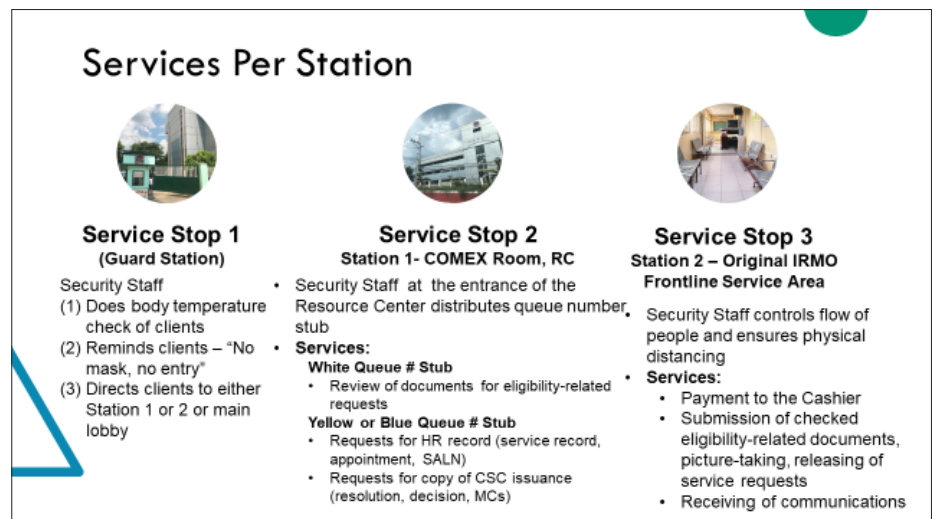 Services Per Station
Service Stop 1
(Guard Station)
Security Staff
(1) Does body temperature
check of clients
(2) Reminds clients – “No
mask, no entry”
(3) Directs clients to either
Station 1 or 2 or main
lobby
Service Stop 2
Station 1- COMEX Room, RC
• Security Staff at the entrance of the
Resource Center distributes queue number
stub
• Services:
White Queue # Stub
• Review of documents for eligibility-related
requests
Yellow or Blue Queue # Stub
• Requests for HR record (service record,
appointment, SALN)
• Requests for copy of CSC issuance
(resolution, decision, MCs)
Service Stop 3
Station 2 – Original IRMO
Frontline Service Area
• Security Staff controls flow of
people and ensures physical
distancing
• Services:
• Payment to the Cashier
• Submission of checked
eligibility-related documents,
picture-taking, releasing of
service requests
• Receiving of communications